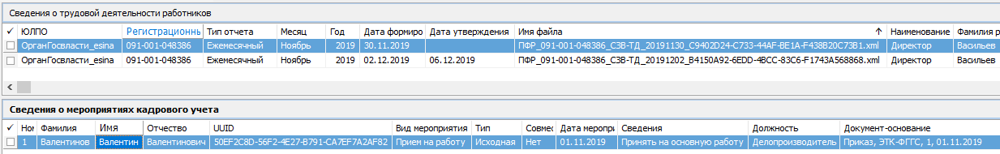 Сведения о трудовой деятельности работников
✓ ЮЛПО Регистрационны Тип отчета Месяц Год Дата формиро Дата утверждения Имя файла Наименование Фамилия р
ОрганГосвласти_esina 091-001-048386 Ежемесячный Ноябрь 2019 30.11.2019 ПФР_091-001-048386_СЗВ-ТД_20191130_C9402D24-C733-44AF-BE1A-F438B20C73B1.xml Директор Васильев
ОрганГосвласти_esina 091-001-048386 Ежемесячный Ноябрь 2019 02.12.2019 06.12.2019 ПФР_091-001-048386_СЗВ-ТД_20191202_B4150A92-6EDD-4BCC-83C6-F1743A568868.xml Директор Васильев
Сведения о мероприятиях кадрового учета
✓ Ном Фамилия Имя Отчество UUID Вид мероприятия Тип Совмес Дата меропри Сведения Должность Документ-основание
1 Валентинов Валентин Валентинович 50EF2C8D-56F2-4E27-B791-CA7EF7A2AF82 Прием на работу Исходная Нет 01.11.2019 Принять на основную работу Делопроизводитель Приказ, ЭТК-ФГГС, 1, 01.11.2019